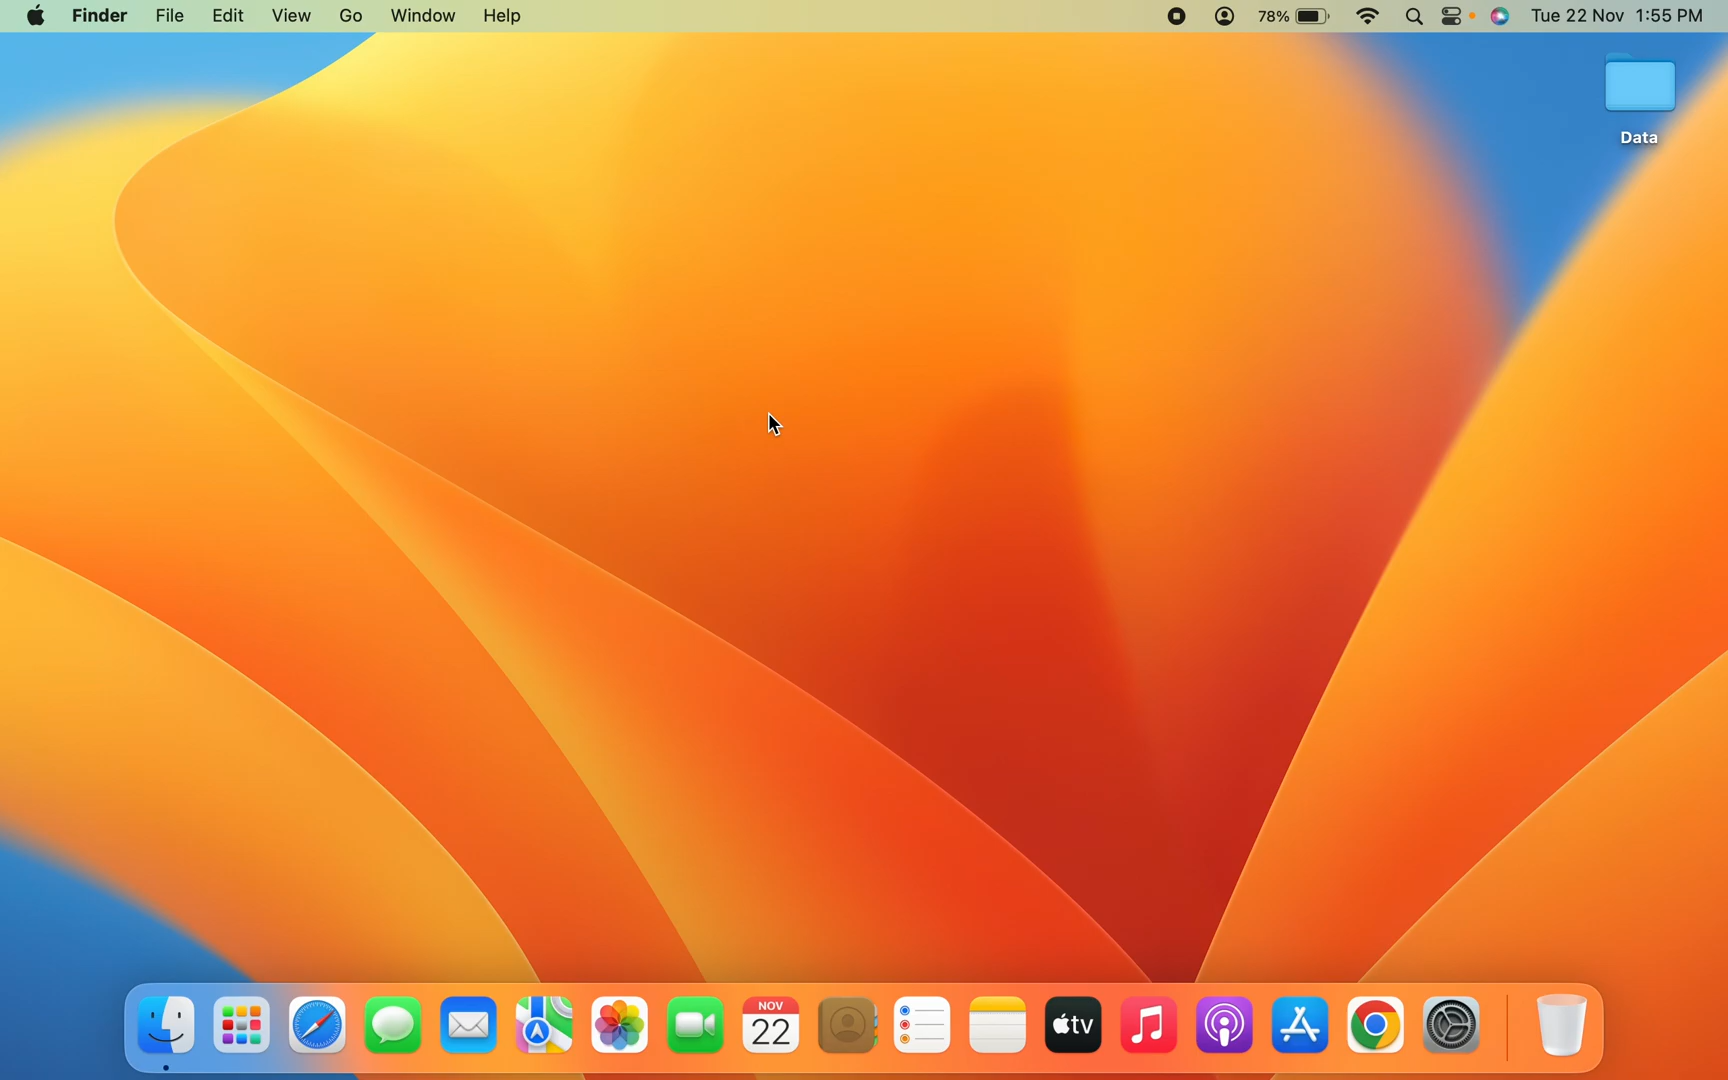 Finder File Edit View Go Window Help 78% Tue 22 Nov 1:55 PM
Data
NOV
22
tv